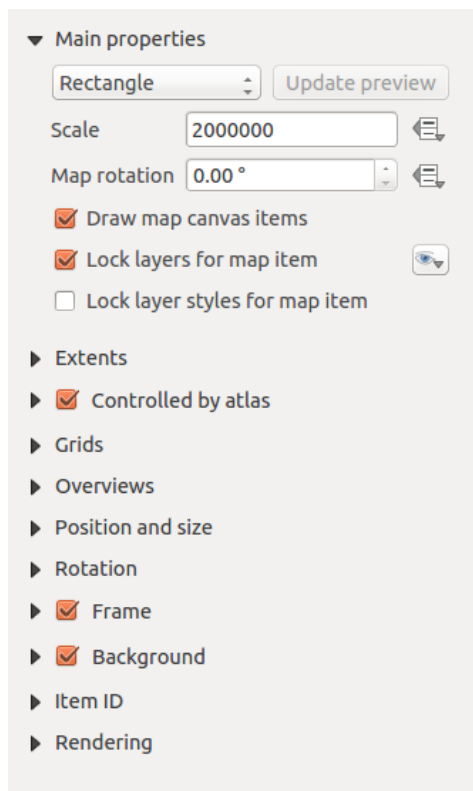 Main properties
Rectangle Update preview
Scale 2000000
Map rotation 0.00 °
Draw map canvas items
Lock layers for map item
Lock layer styles for map item
Extents
Controlled by atlas
Grids
Overviews
Position and size
Rotation
Frame
Background
Item ID
Rendering